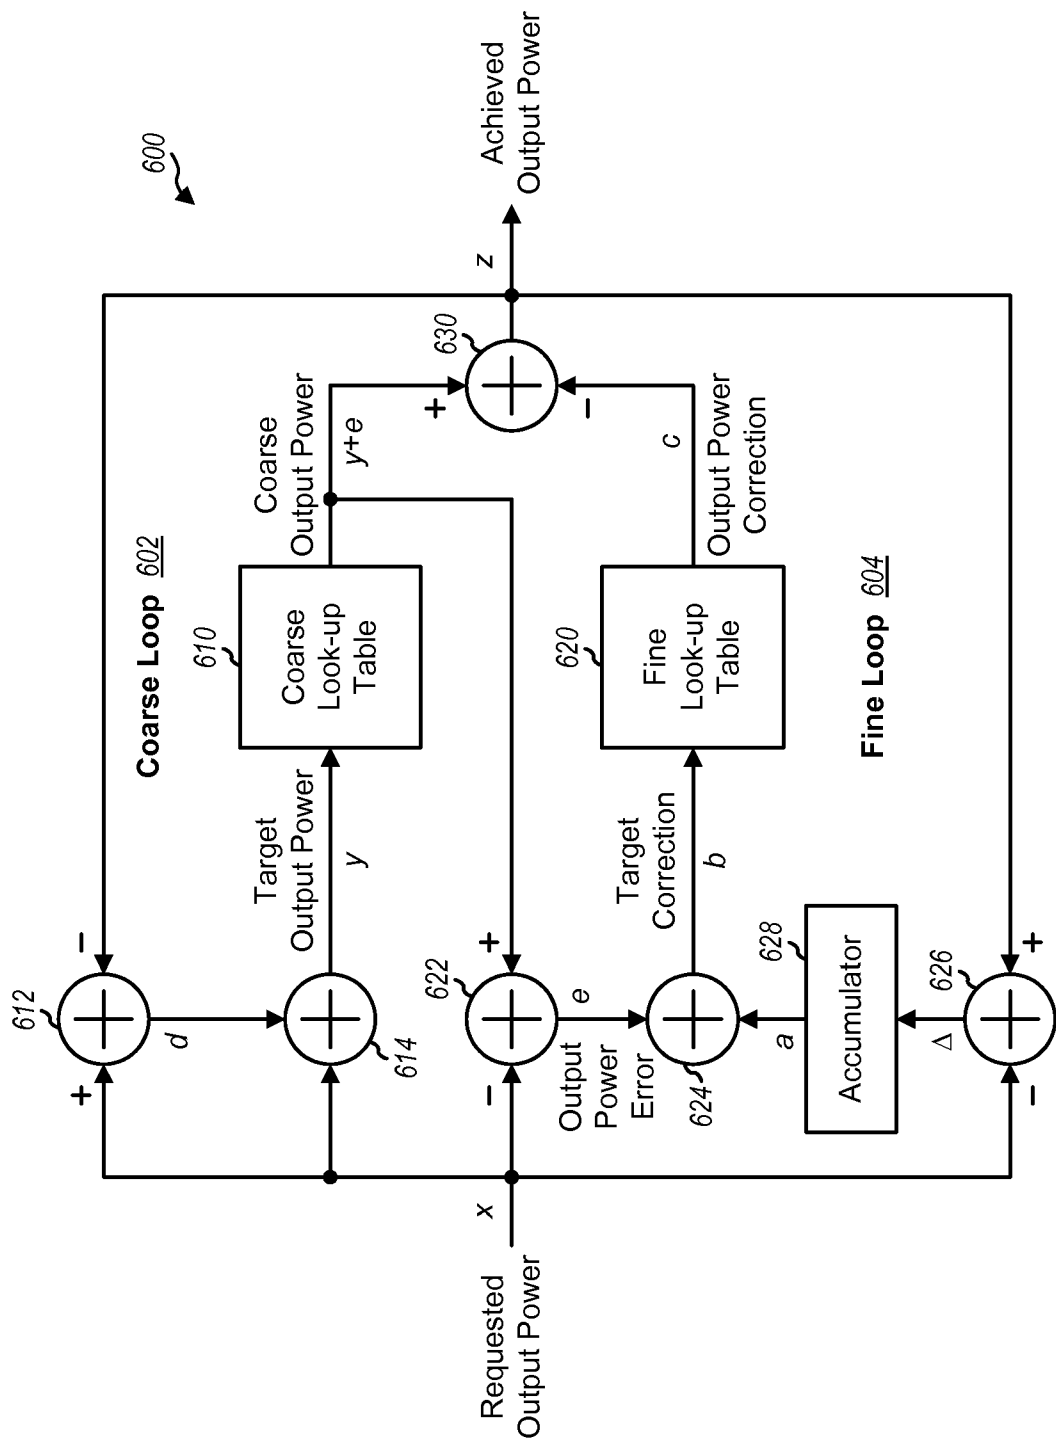 600
Requested
Output Power
x
612
+
−
d
614
Target
Output Power
y
Coarse Loop 602
610
Coarse
Look-up
Table
Coarse
Output Power
y+e
+
630
−
z
Achieved
Output Power
622
−
+
e
Output
Power
Error
624
Target
Correction
b
620
Fine
Look-up
Table
c
Output Power
Correction
Fine Loop 604
a
628
Accumulator
Δ
626
−
+